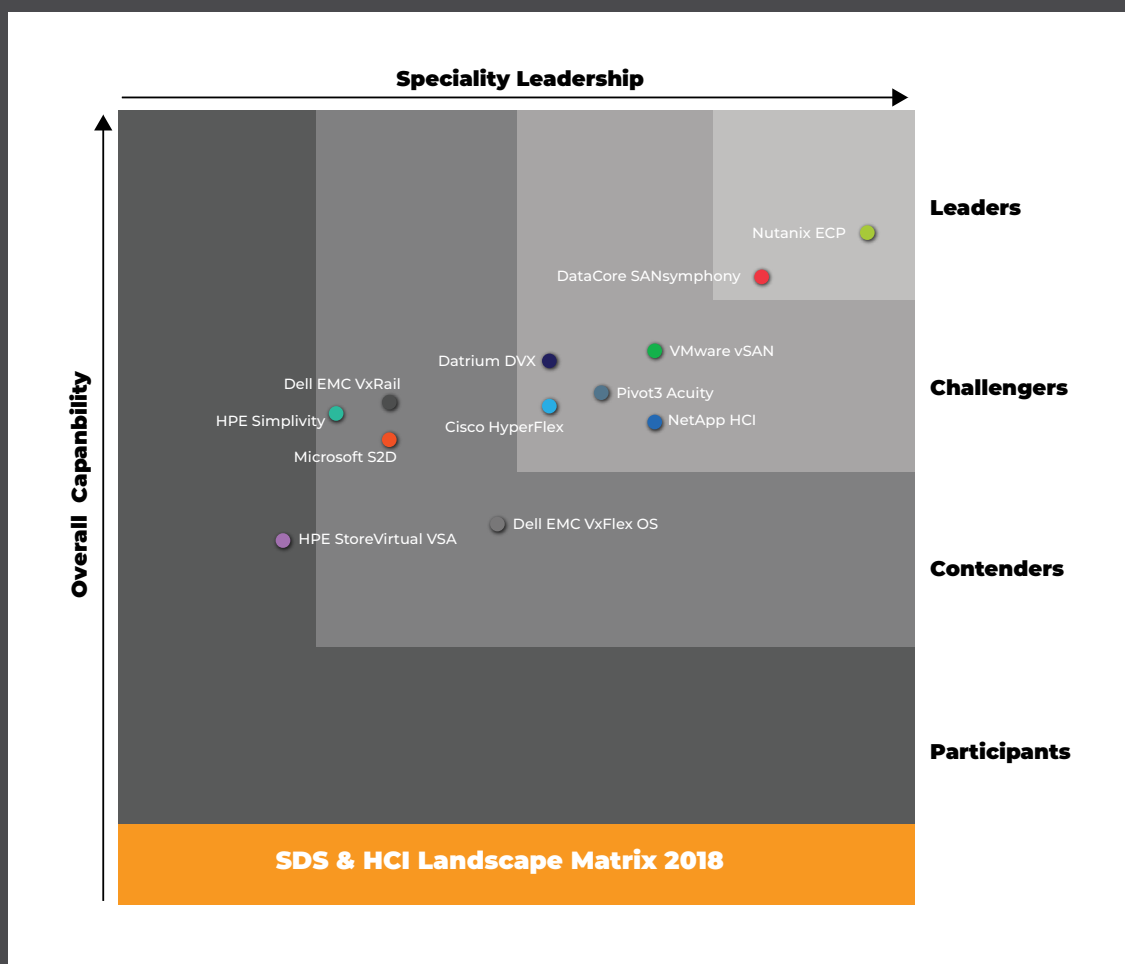 Speciality Leadership
Overall Capanbility
Leaders
Nutanix ECP
DataCore SANsymphony
VMware vSAN
Datrium DVX
Dell EMC VxRail
Challengers
Pivot3 Acuity
HPE Simplivity
NetApp HCI
Cisco HyperFlex
Microsoft S2D
Dell EMC VxFlex OS
HPE StoreVirtual VSA
Contenders
Participants
SDS & HCI Landscape Matrix 2018